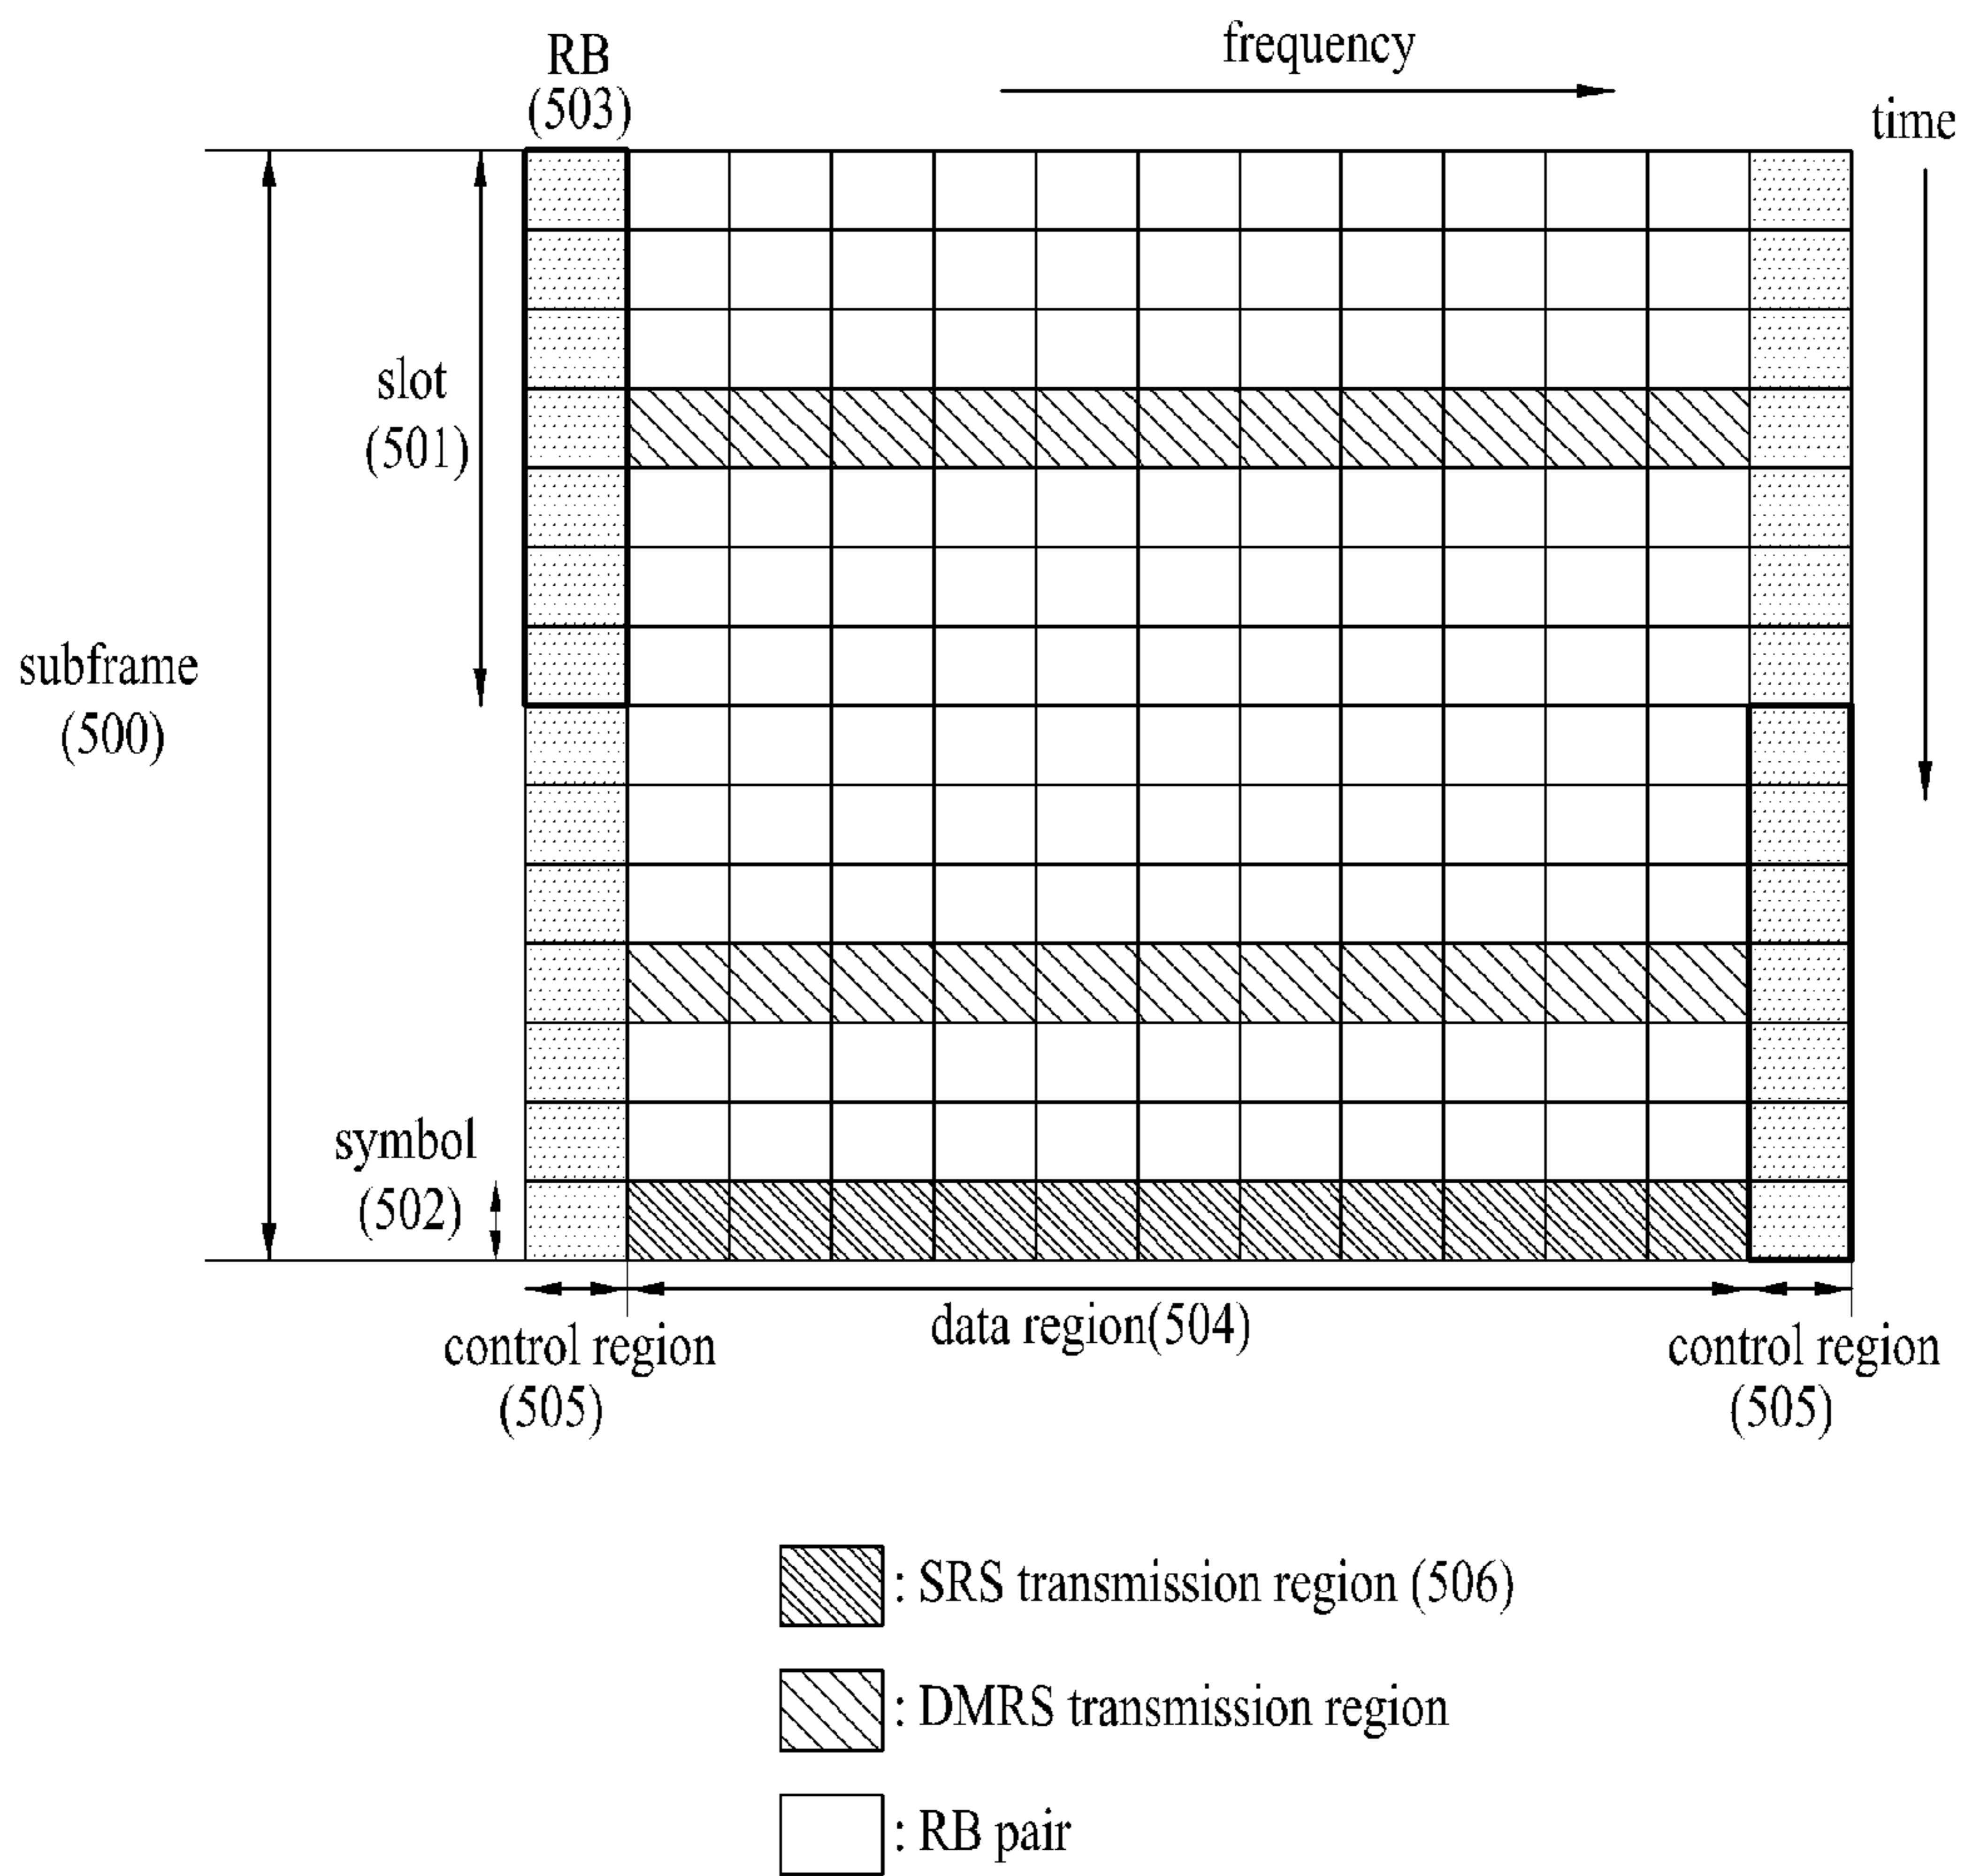 RB
(503)
frequency
time
slot
(501)
subframe
(500)
symbol
(502)
data region(504)
control region
(505)
control region
(505)
: SRS transmission region (506)
: DMRS transmission region
: RB pair